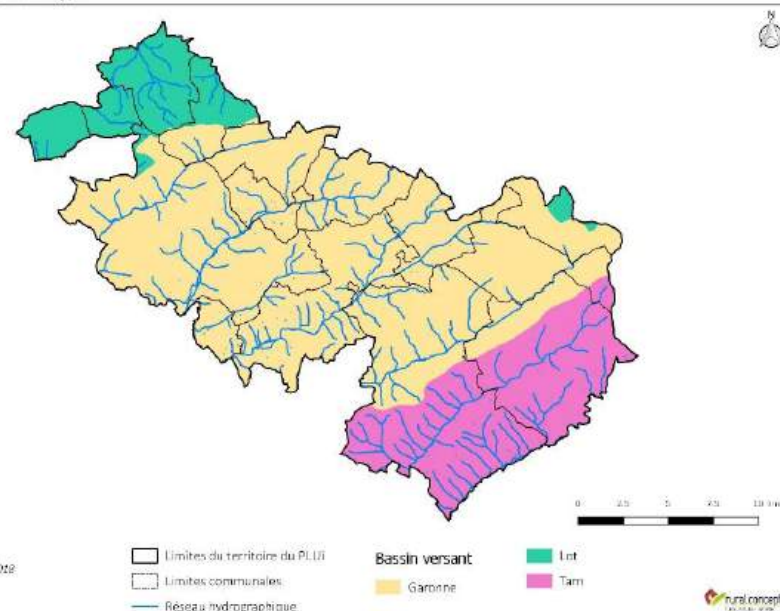 N
0 2.5 5 7.5 10 km
Limites du territoire du PLUi
Limites communales
Réseau hydrographique
Bassin versant
Garonne
Lot
Tarn
rural concept